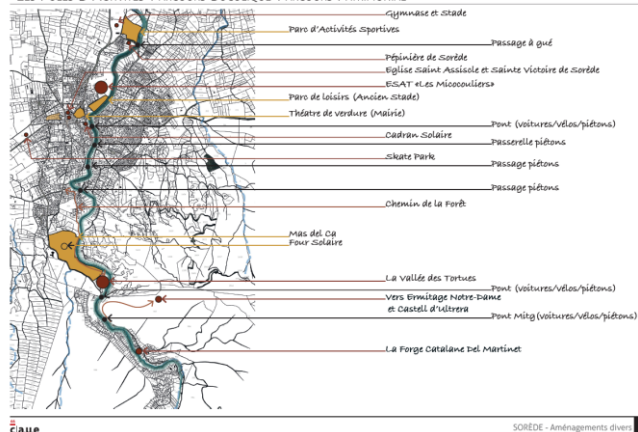 Gymnase et Stade
Parc d'Activités Sportives
Passage à gué
Pépinière de Sorède
Eglise Saint Assiscle et Sainte Victoire de Sorède
ESAT «Les Micocouliers»
Parc de loisirs (Ancien Stade)
Théatre de verdure (Mairie)
Pont (voitures/vélos/piétons)
Cadran Solaire
Passerelle piétons
Skate Park
Passage piétons
Passage piétons
Chemin de la Forêt
Mas del Ca
Four Solaire
La Vallée des Tortues
Pont (voitures/vélos/piétons)
Vers Ermitage Notre-Dame
et Castell d'Ultrera
Pont Mitg (voitures/vélos/piétons)
La Forge Catalane Del Martinet
c|aue
SORÈDE - Aménagements divers